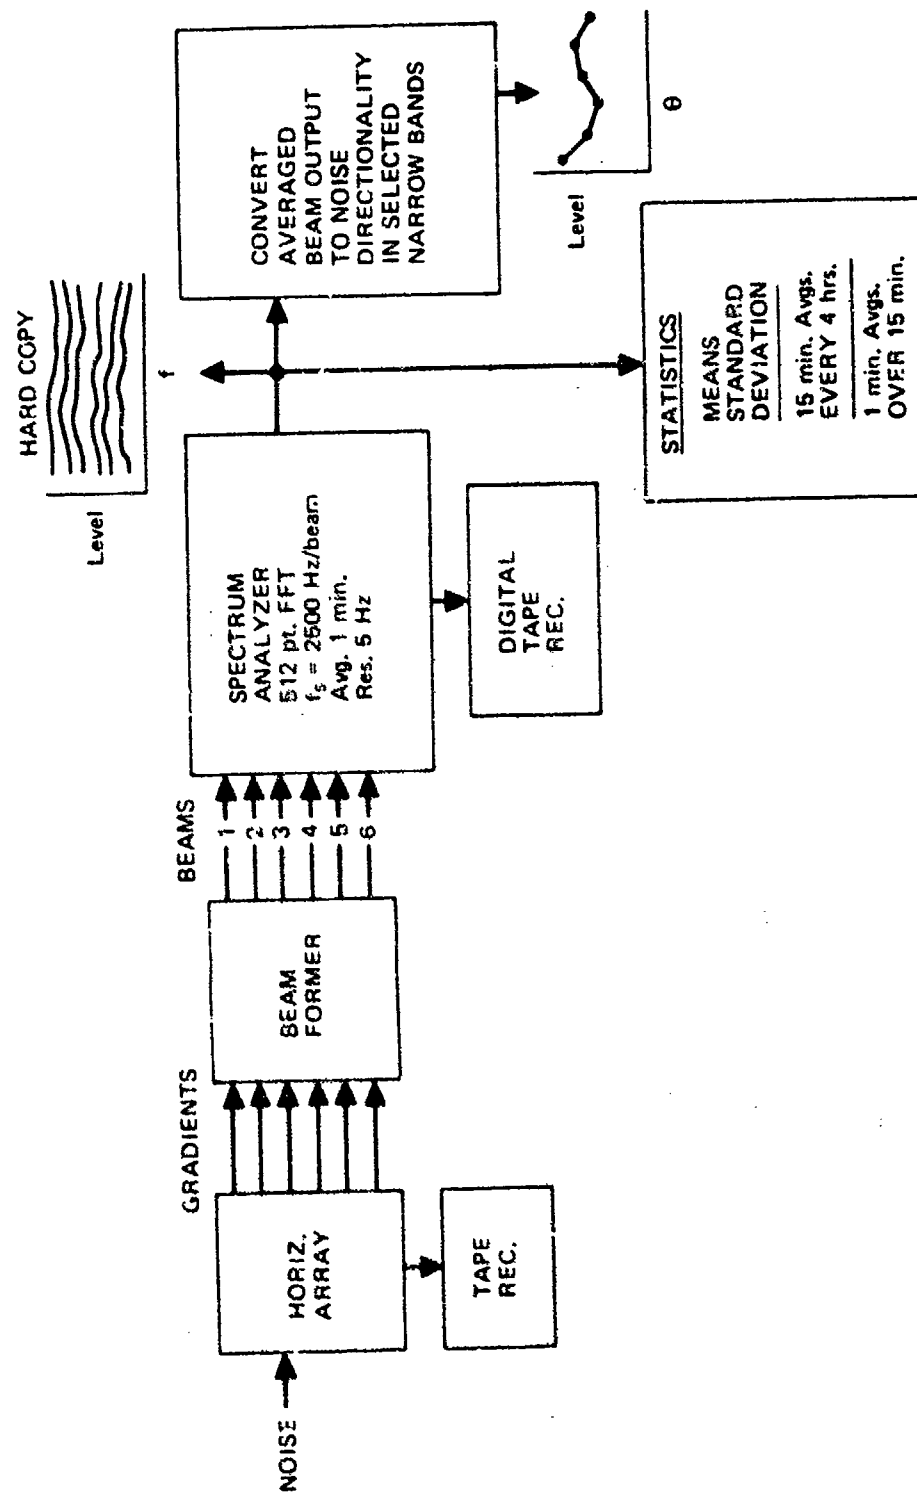 NOISE
HORIZ.
ARRAY
TAPE
REC.
GRADIENTS
BEAM
FORMER
BEAMS
1
2
3
4
5
6
SPECTRUM
ANALYZER
512 pt. FFT
fs = 2500 Hz/beam
Avg. 1 min.
Res. 5 Hz
DIGITAL
TAPE
REC.
HARD COPY
Level
f
CONVERT
AVERAGED
BEAM OUTPUT
TO NOISE
DIRECTIONALITY
IN SELECTED
NARROW BANDS
Level
θ
STATISTICS
MEANS
STANDARD
DEVIATION
15 min. Avgs.
EVERY 4 hrs.
1 min. Avgs.
OVER 15 min.